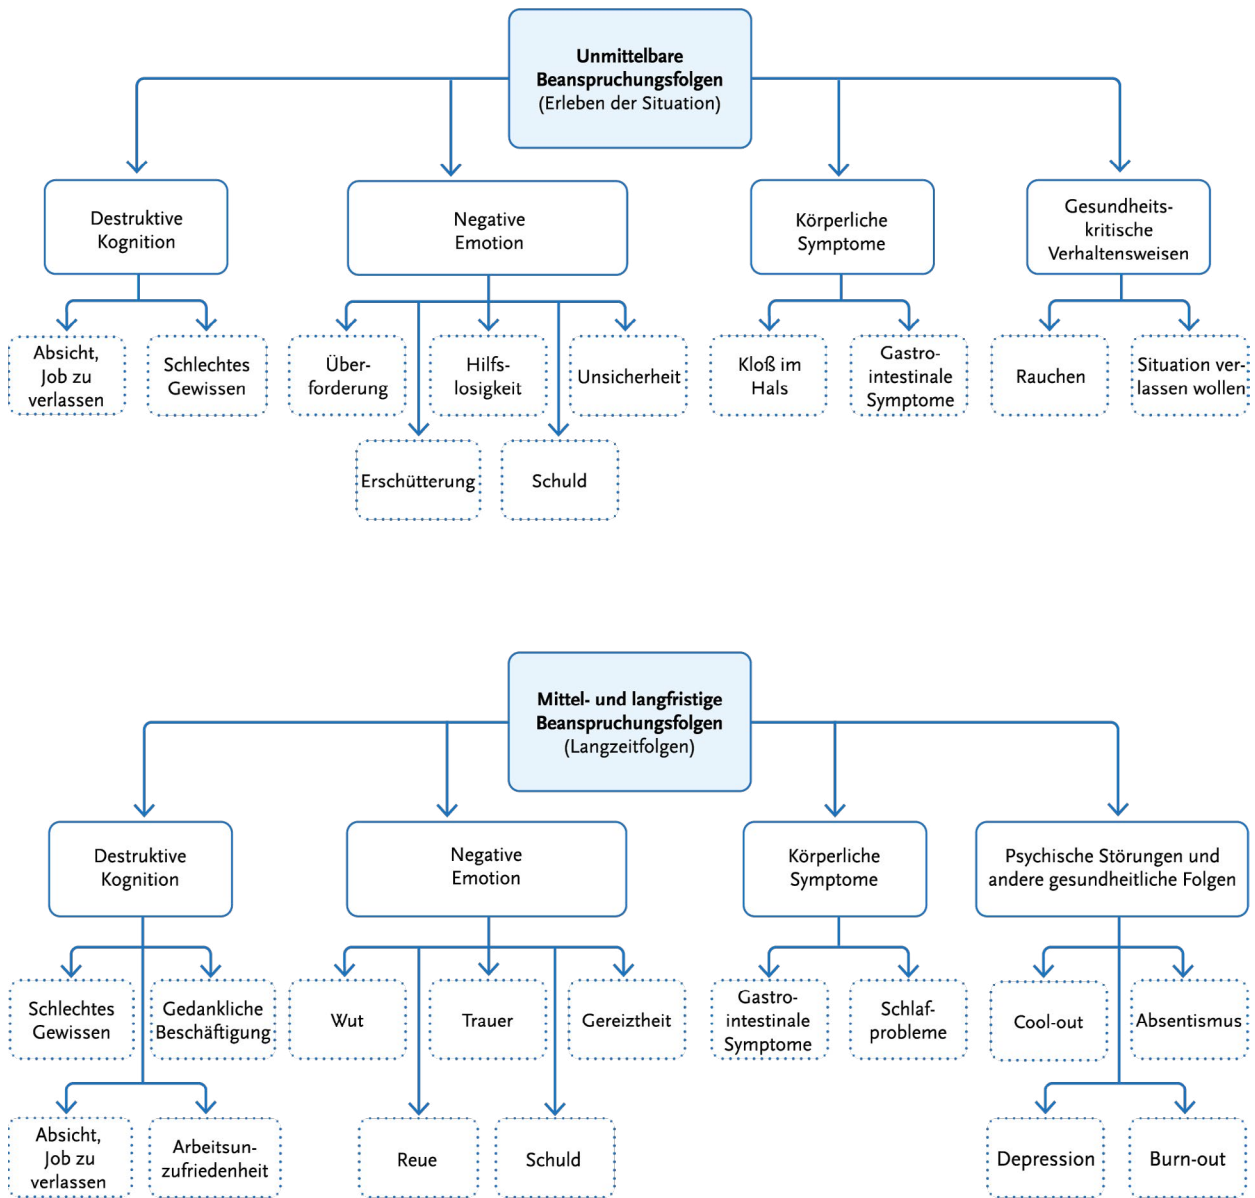 Unmittelbare
Beanspruchungsfolgen
(Erleben der Situation)
Destruktive
Kognition
Negative
Emotion
Körperliche
Symptome
Gesundheits-
kritische
Verhaltensweisen
Absicht,
Job zu
verlassen
Schlechtes
Gewissen
Über-
forderung
Hilfs-
losigkeit
Unsicherheit
Kloß im
Hals
Gastro-
intestinale
Symptome
Rauchen
Situation ver-
lassen wollen
Erschütterung
Schuld
Mittel- und langfristige
Beanspruchungsfolgen
(Langzeitfolgen)
Destruktive
Kognition
Negative
Emotion
Körperliche
Symptome
Psychische Störungen und
andere gesundheitliche Folgen
Schlechtes
Gewissen
Gedankliche
Beschäftigung
Wut
Trauer
Gereiztheit
Gastro-
intestinale
Symptome
Schlaf-
probleme
Cool-out
Absentismus
Absicht,
Job zu
verlassen
Arbeitsun-
zufriedenheit
Reue
Schuld
Depression
Burn-out